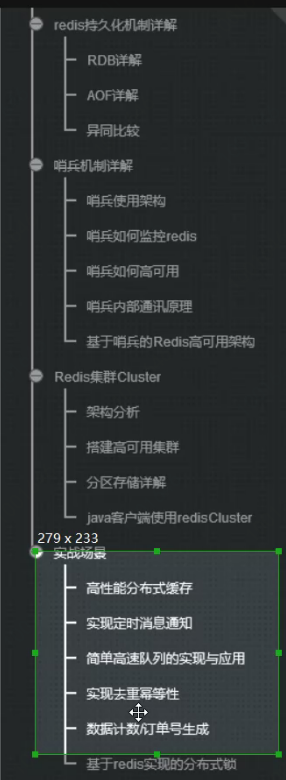 redis持久化机制详解
RDB详解
AOF详解
异同比较
哨兵机制详解
哨兵使用架构
哨兵如何监控redis
哨兵如何高可用
哨兵内部通讯原理
基于哨兵的Redis高可用架构
Redis集群Cluster
架构分析
搭建高可用集群
分区存储详解
java客户端使用redisCluster
279 x 233
实战场景
高性能分布式缓存
实现定时消息通知
简单高速队列的实现与应用
实现去重幂等性
数据计数/订单号生成
基于redis实现的分布式锁